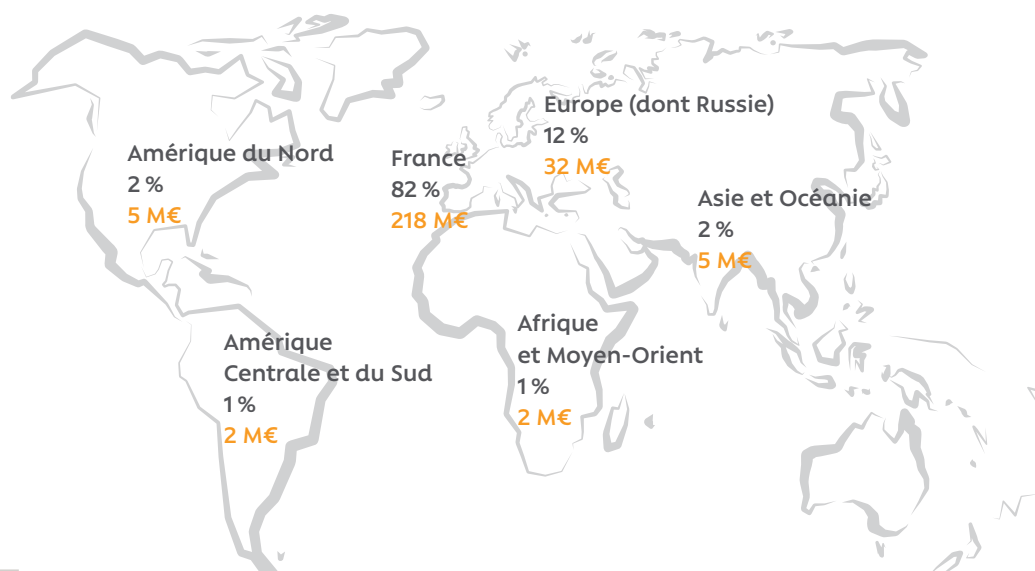 Europe (dont Russie)
12 %
32 M€
Amérique du Nord
2 %
5 M€
France
82 %
218 M€
Asie et Océanie
2 %
5 M€
Afrique
et Moyen-Orient
1 %
2 M€
Amérique
Centrale et du Sud
1 %
2 M€